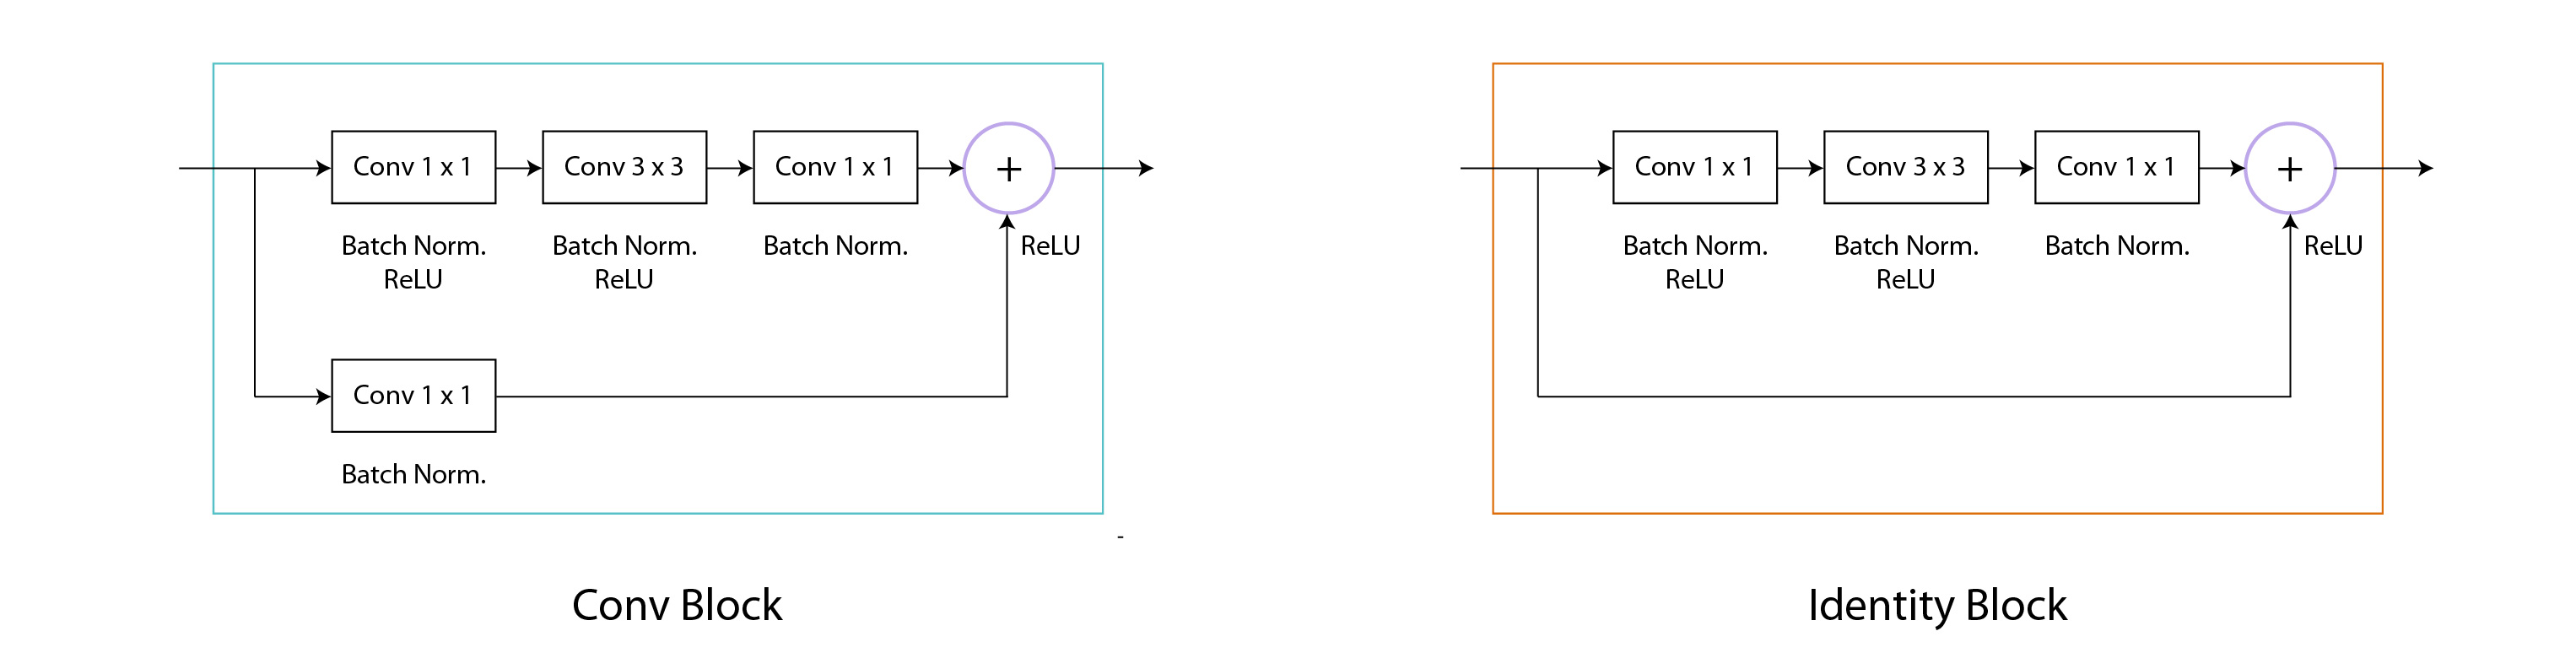 Conv 1 x 1
Conv 3 x 3
Conv 1 x 1
+
Batch Norm.
ReLU
Batch Norm.
ReLU
Batch Norm.
ReLU
Conv 1 x 1
Batch Norm.
-
Conv Block
Conv 1 x 1
Conv 3 x 3
Conv 1 x 1
+
Batch Norm.
ReLU
Batch Norm.
ReLU
Batch Norm.
ReLU
Identity Block